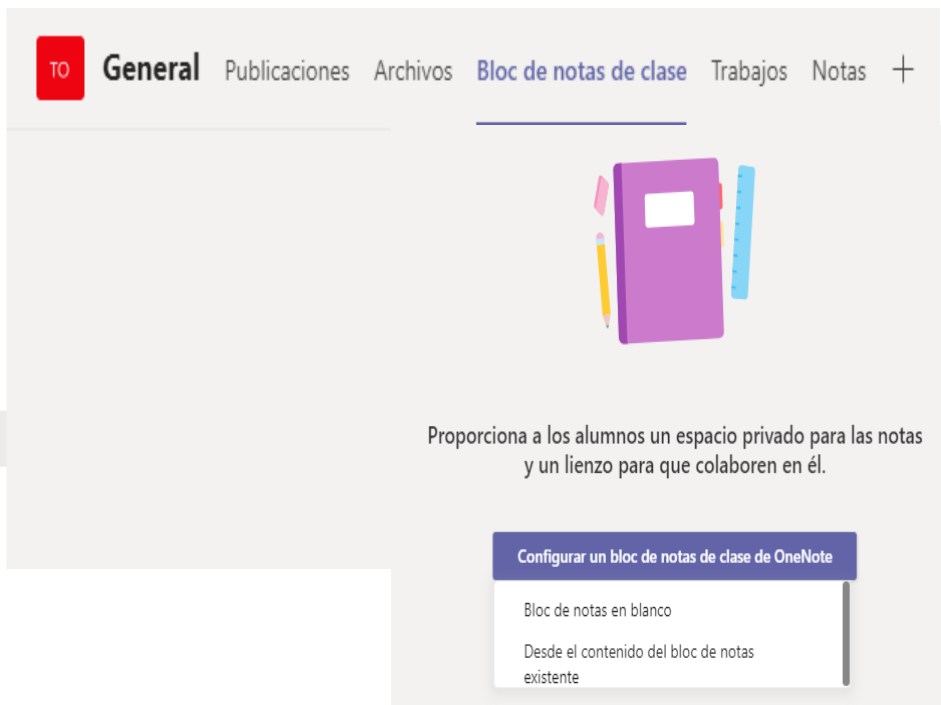 TO General Publicaciones Archivos Bloc de notas de clase Trabajos Notas +
Proporciona a los alumnos un espacio privado para las notas
y un lienzo para que colaboren en él.
Configurar un bloc de notas de clase de OneNote
Bloc de notas en blanco
Desde el contenido del bloc de notas
existente